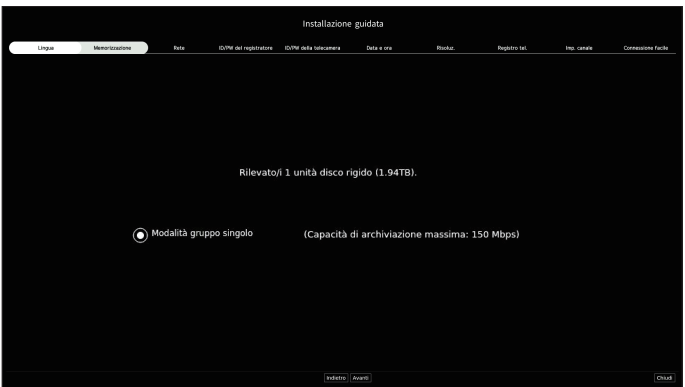 Installazione guidata
Lingua Memorizzazione Rete ID/PW del registratore ID/PW della telecamera Data e ora Risoluz. Registro tel. Imp. canale Connessione facile
Rilevato/i 1 unità disco rigido (1.94TB).
Modalità gruppo singolo (Capacità di archiviazione massima: 150 Mbps)
Indietro Avanti Chiudi